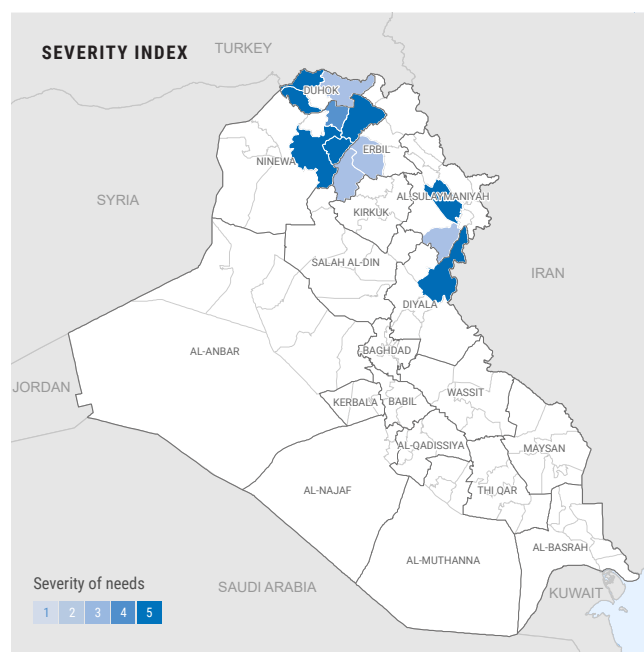 SEVERITY INDEX
TURKEY
DUHOK
NINEWA
ERBIL
SYRIA
AL-SULAYMANIYAH
KIRKUK
SALAH AL-DIN
IRAN
DIYALA
AL-ANBAR
BAGHDAD
JORDAN
WASSIT
KERBALA
BABIL
AL-QADISSIYA
MAYSAN
AL-NAJAF
THI QAR
AL-BASRAH
AL-MUTHANNA
Severity of needs
SAUDI ARABIA
KUWAIT
1 2 3 4 5